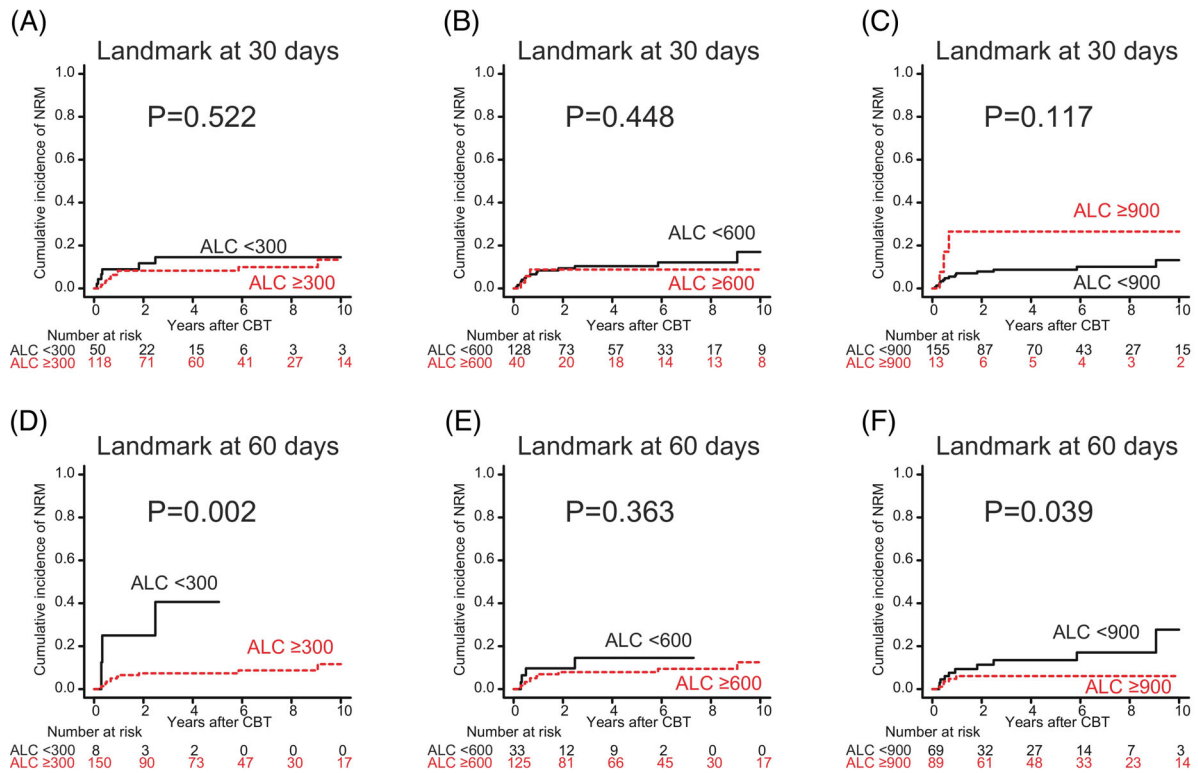 (A)
Landmark at 30 days
P=0.522
Cumulative incidence of NRM
1.0
0.8
0.6
0.4
0.2
0.0
ALC <300
ALC ≥300
0 2 4 6 8 10
Years after CBT
Number at risk
ALC <300 50 22 15 6 3 3
ALC ≥300 118 71 60 41 27 14
(B)
Landmark at 30 days
P=0.448
Cumulative incidence of NRM
1.0
0.8
0.6
0.4
0.2
0.0
ALC <600
ALC ≥600
0 2 4 6 8 10
Years after CBT
Number at risk
ALC <600 128 73 57 33 17 9
ALC ≥600 40 20 18 14 13 8
(C)
Landmark at 30 days
P=0.117
Cumulative incidence of NRM
1.0
0.8
0.6
0.4
0.2
0.0
ALC ≥900
ALC <900
0 2 4 6 8 10
Years after CBT
Number at risk
ALC <900 155 87 70 43 27 15
ALC ≥900 13 6 5 4 3 2
(D)
Landmark at 60 days
P=0.002
Cumulative incidence of NRM
1.0
0.8
0.6
0.4
0.2
0.0
ALC <300
ALC ≥300
0 2 4 6 8 10
Years after CBT
Number at risk
ALC <300 8 3 2 0 0 0
ALC ≥300 150 90 73 47 30 17
(E)
Landmark at 60 days
P=0.363
Cumulative incidence of NRM
1.0
0.8
0.6
0.4
0.2
0.0
ALC <600
ALC ≥600
0 2 4 6 8 10
Years after CBT
Number at risk
ALC <600 33 12 9 2 0 0
ALC ≥600 125 81 66 45 30 17
(F)
Landmark at 60 days
P=0.039
Cumulative incidence of NRM
1.0
0.8
0.6
0.4
0.2
0.0
ALC <900
ALC ≥900
0 2 4 6 8 10
Years after CBT
Number at risk
ALC <900 69 32 27 14 7 3
ALC ≥900 89 61 48 33 23 14